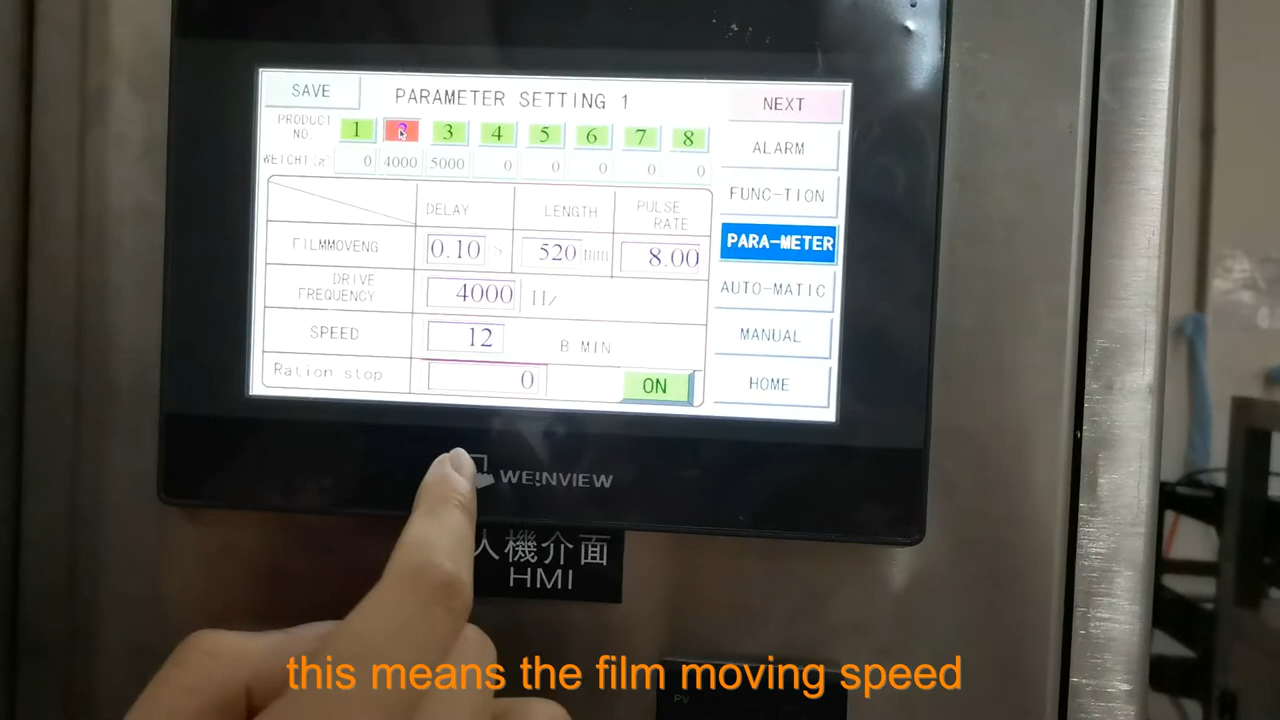 SAVE
PARAMETER SETTING 1
NEXT
PRODUCT NO.
1 2 3 4 5 6 7 8
WEIGHT(g) 0 4000 5000 0 0 0 0 0
ALARM
FUNC-TION
PARA-METER
AUTO-MATIC
MANUAL
HOME
DELAY LENGTH PULSE RATE
FILMMOVENG 0.10 S 520 mm 8.00
DRIVE FREQUENCY 4000 Hz
SPEED 12 B MIN
Ration stop 0 ON
WE!NVIEW
人機介面
HMI
this means the film moving speed
PV